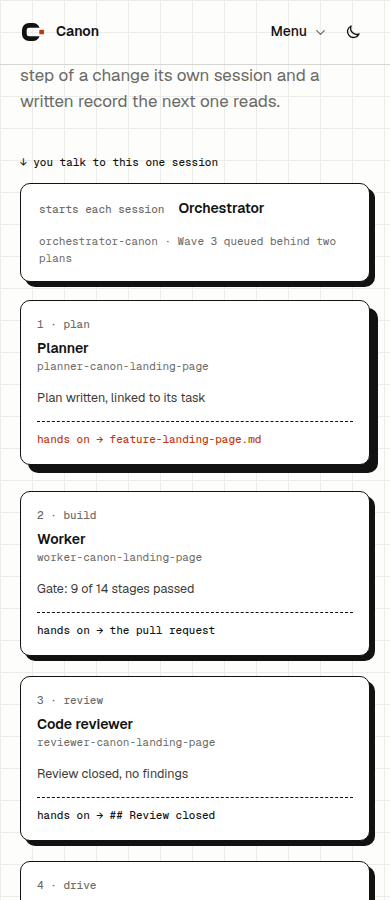 Canon
Menu
step of a change its own session and a
written record the next one reads.
↓ you talk to this one session
starts each session Orchestrator
orchestrator-canon · Wave 3 queued behind two
plans
1 · plan
Planner
planner-canon-landing-page
Plan written, linked to its task
hands on → feature-landing-page.md
2 · build
Worker
worker-canon-landing-page
Gate: 9 of 14 stages passed
hands on → the pull request
3 · review
Code reviewer
reviewer-canon-landing-page
Review closed, no findings
hands on → ## Review closed
4 · drive